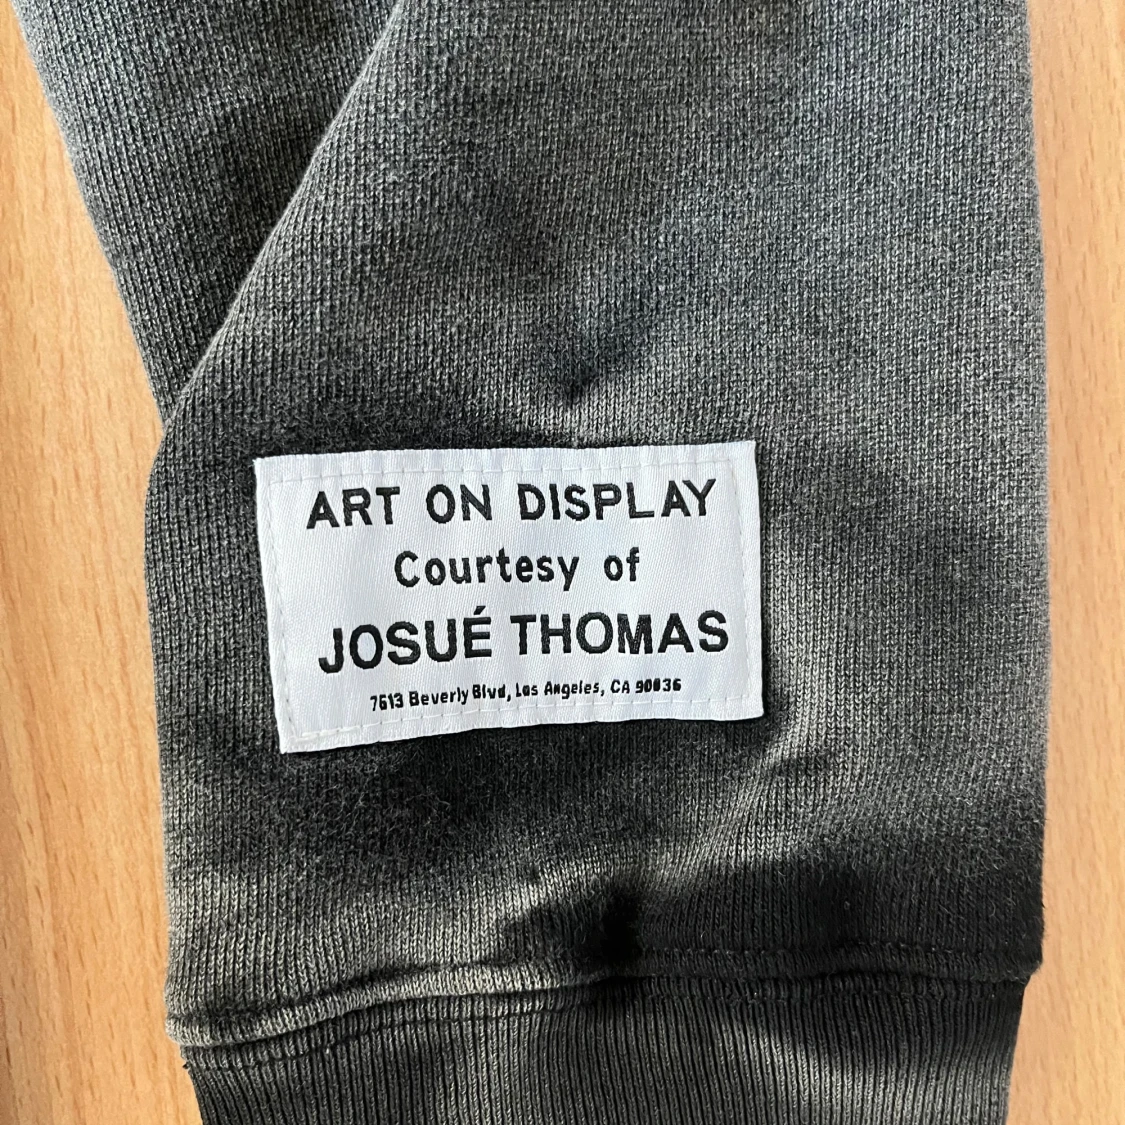 ART ON DISPLAY
Courtesy of
JOSUÉ THOMAS
7613 Beverly Blvd, Los Angeles, CA 90036